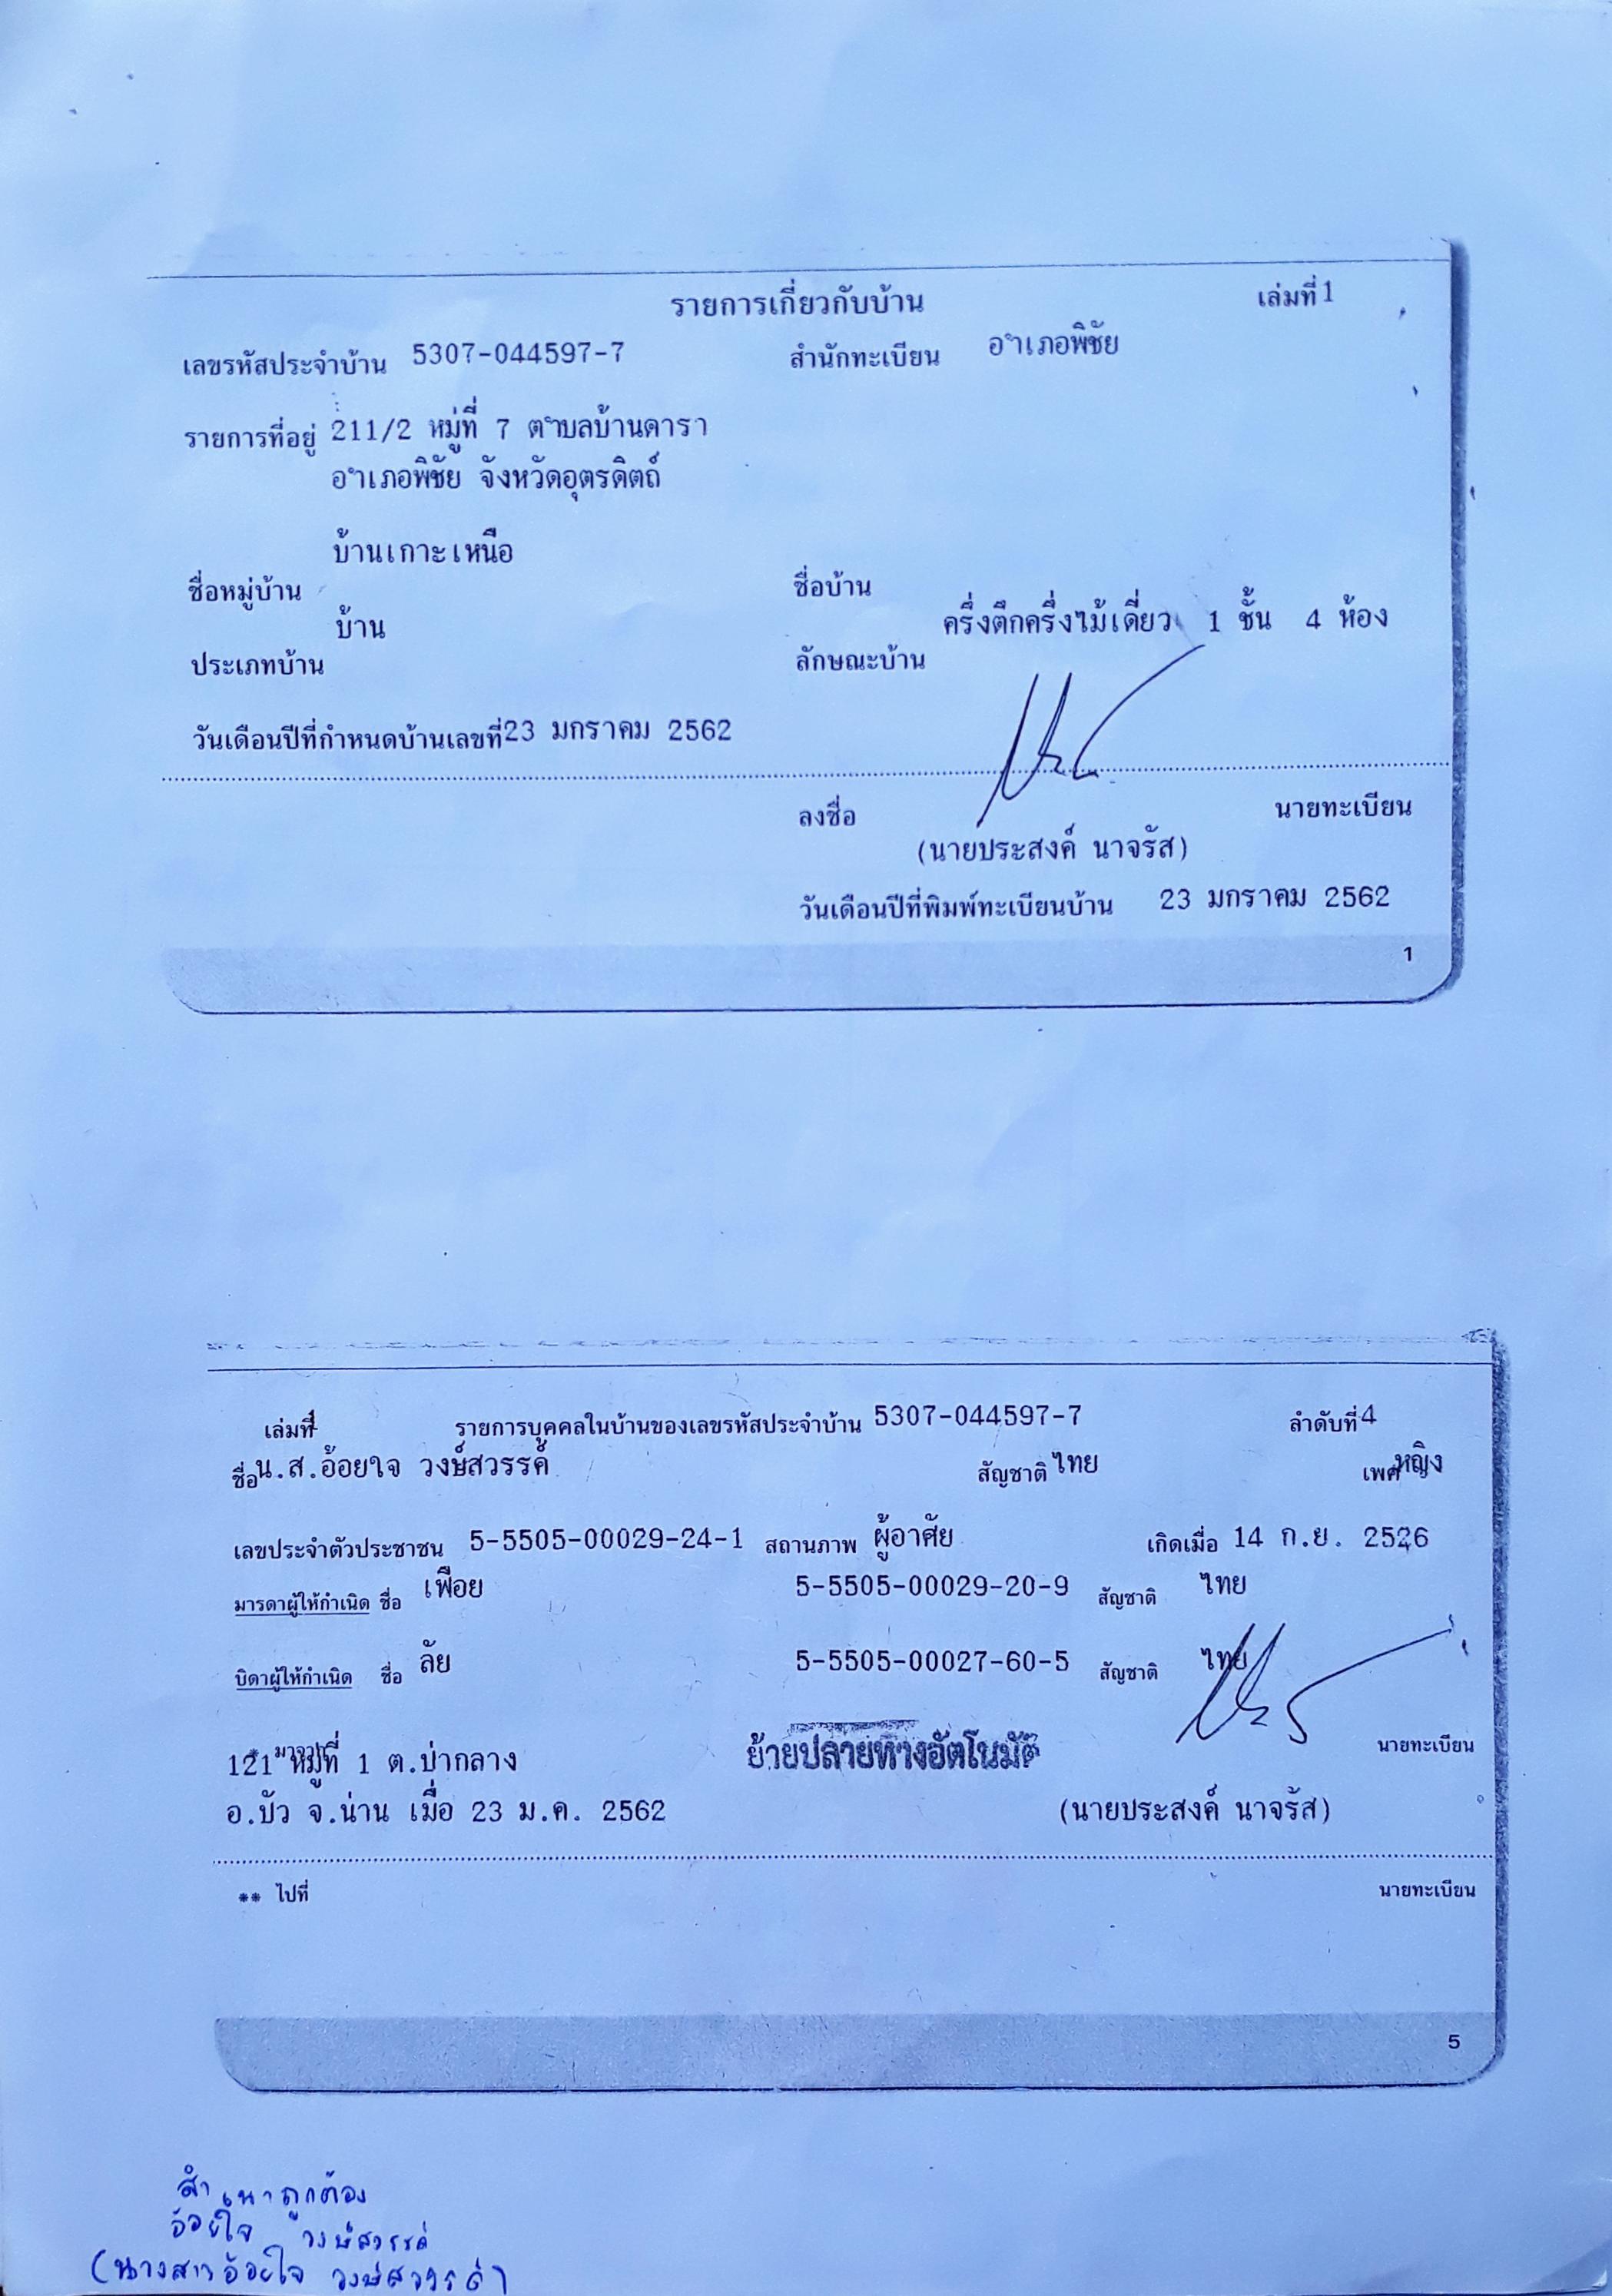 รายการเกี่ยวกับบ้าน เล่มที่ 1
เลขรหัสประจำบ้าน 5307-044597-7 สำนักทะเบียน อำเภอพิชัย
รายการที่อยู่ 211/2 หมู่ที่ 7 ตำบลบ้านดารา
อำเภอพิชัย จังหวัดอุตรดิตถ์
บ้านเกาะเหนือ
ชื่อหมู่บ้าน ชื่อบ้าน
บ้าน ครึ่งตึกครึ่งไม้เดี่ยว 1 ชั้น 4 ห้อง
ประเภทบ้าน ลักษณะบ้าน
วันเดือนปีที่กำหนดบ้านเลขที่ 23 มกราคม 2562
ลงชื่อ นายทะเบียน
(นายประสงค์ นาจรัส)
วันเดือนปีที่พิมพ์ทะเบียนบ้าน 23 มกราคม 2562
1
เล่มที่ 1 รายการบุคคลในบ้านของเลขรหัสประจำบ้าน 5307-044597-7 ลำดับที่ 4
ชื่อ น.ส.อ้อยใจ วงษ์สวรรค์ สัญชาติ ไทย เพศ หญิง
เลขประจำตัวประชาชน 5-5505-00029-24-1 สถานภาพ ผู้อาศัย เกิดเมื่อ 14 ก.ย. 2526
มารดาผู้ให้กำเนิด ชื่อ เฟือย 5-5505-00029-20-9 สัญชาติ ไทย
บิดาผู้ให้กำเนิด ชื่อ ลัย 5-5505-00027-60-5 สัญชาติ ไทย
* มาจาก 121 หมู่ที่ 1 ต.ป่ากลาง ย้ายปลายทางอัตโนมัติ นายทะเบียน
อ.ปัว จ.น่าน เมื่อ 23 ม.ค. 2562 (นายประสงค์ นาจรัส)
** ไปที่ นายทะเบียน
5
สำเนาถูกต้อง
อ้อยใจ วงษ์สวรรค์
(นางสาวอ้อยใจ วงษ์สวรรค์)